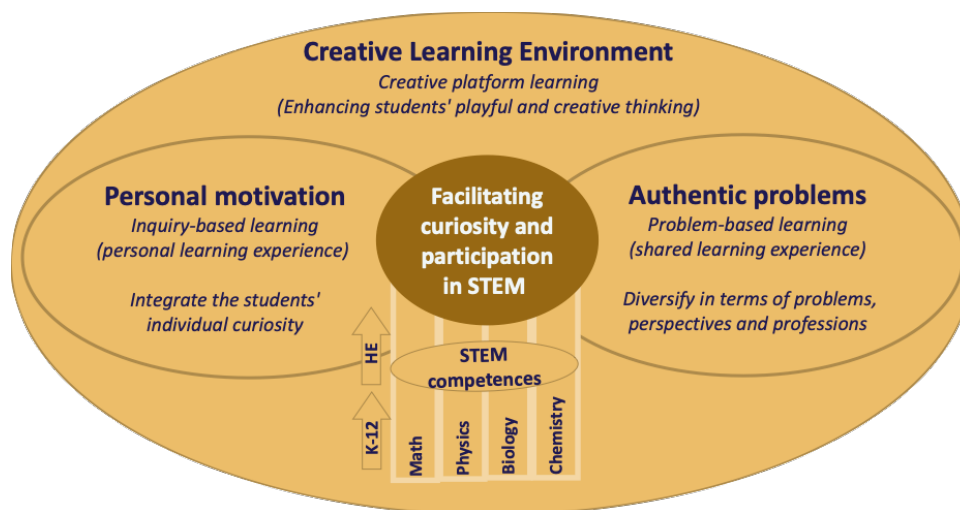 Creative Learning Environment
Creative platform learning
(Enhancing students' playful and creative thinking)
Personal motivation
Inquiry-based learning
(personal learning experience)
Integrate the students'
individual curiosity
Facilitating
curiosity and
participation
in STEM
Authentic problems
Problem-based learning
(shared learning experience)
Diversify in terms of problems,
perspectives and professions
HE
STEM
competences
K-12
Math
Physics
Biology
Chemistry